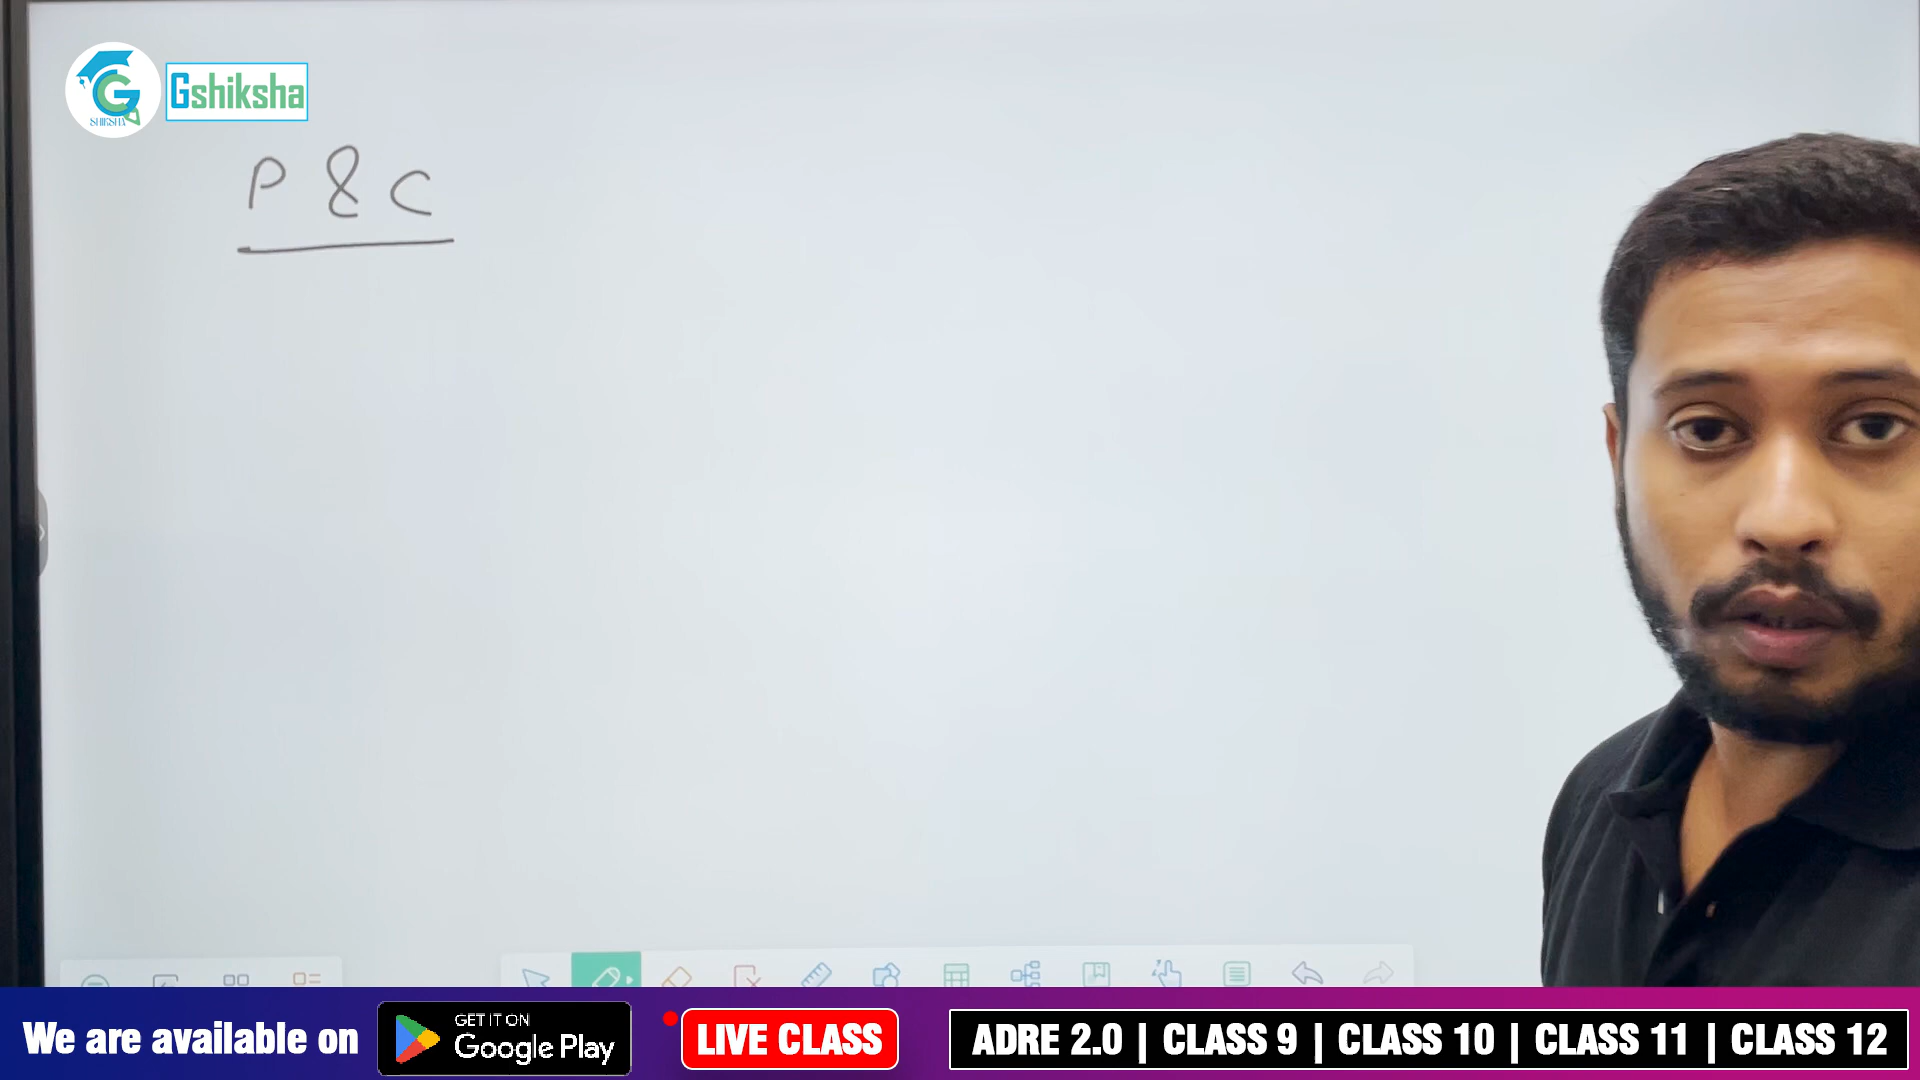 SHIKSHA
Gshiksha
P & C
We are available on
GET IT ON
Google Play
LIVE CLASS
ADRE 2.0 | CLASS 9 | CLASS 10 | CLASS 11 | CLASS 12